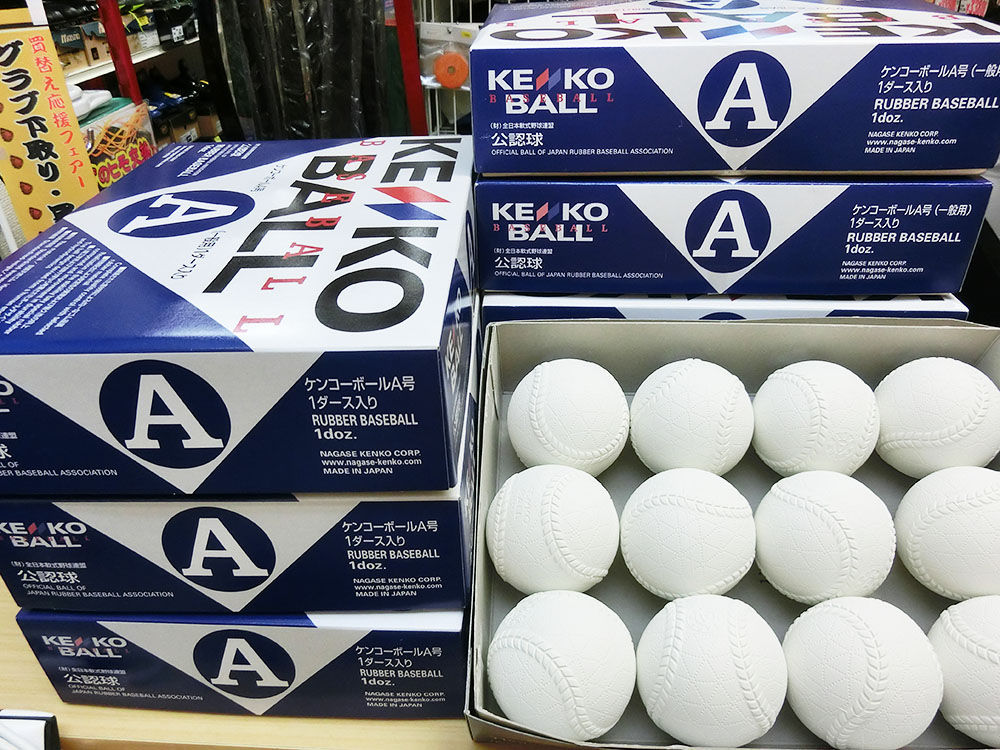 買替え応援フェアー
グラブ下取り・
KENKO
BASEBALL
BALL
A
ケンコーボールA号
1ダース入り
RUBBER BASEBALL
1doz.
NAGASE KENKO CORP.
www.nagase-kenko.com
MADE IN JAPAN
BASEBALL ASSOCIATION
KENKO
BALL
公認球
OFFICIAL BALL OF
JAPAN RUBBER BASEBALL ASSOCIATION
A
ケンコーボールA号
1ダース入り
RUBBER BASEBALL
1doz.
NAGASE KENKO CORP.
www.nagase-kenko.com
MADE IN JAPAN
KENKO
BALL
(財)全日本軟式野球連盟
公認球
OFFICIAL BALL OF
JAPAN RUBBER BASEBALL ASSOCIATION
A
ケンコーボールA号
1ダース入り
RUBBER BASEBALL
1doz.
NAGASE KENKO CORP.
www.nagase-kenko.com
MADE IN JAPAN
KENKO
BASEBALL
BALL
(財)全日本軟式野球連盟
公認球
OFFICIAL BALL OF JAPAN RUBBER BASEBALL ASSOCIATION
A
ケンコーボールA号(一般用
1ダース入り
RUBBER BASEBALL
1doz.
NAGASE KENKO CORP.
www.nagase-kenko.com
MADE IN JAPAN
KENKO
BASEBALL
BALL
(財)全日本軟式野球連盟
公認球
OFFICIAL BALL OF JAPAN RUBBER BASEBALL ASSOCIATION
A
ケンコーボールA号(一般用)
1ダース入り
RUBBER BASEBALL
1doz.
NAGASE KENKO CORP.
www.nagase-kenko.com
MADE IN JAPAN